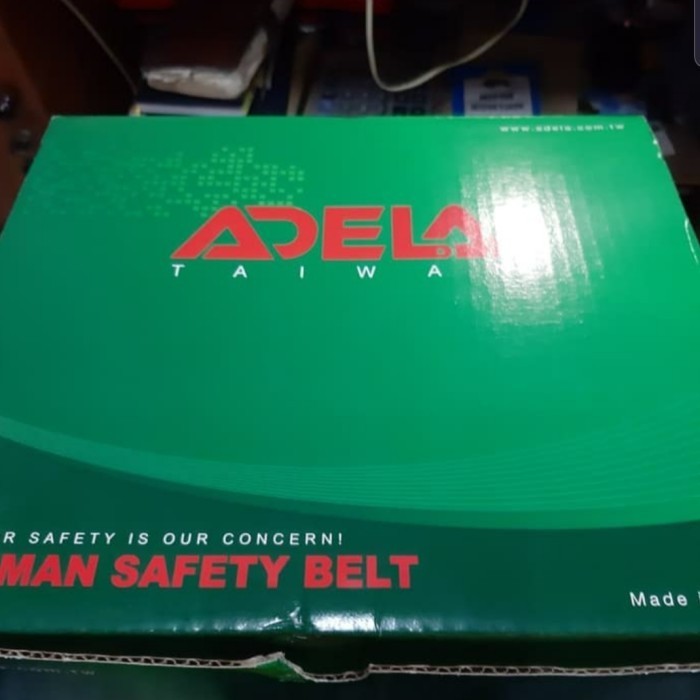 www.adela.com.tw
ADELA
TAIWA
R SAFETY IS OUR CONCERN!
MAN SAFETY BELT
Made